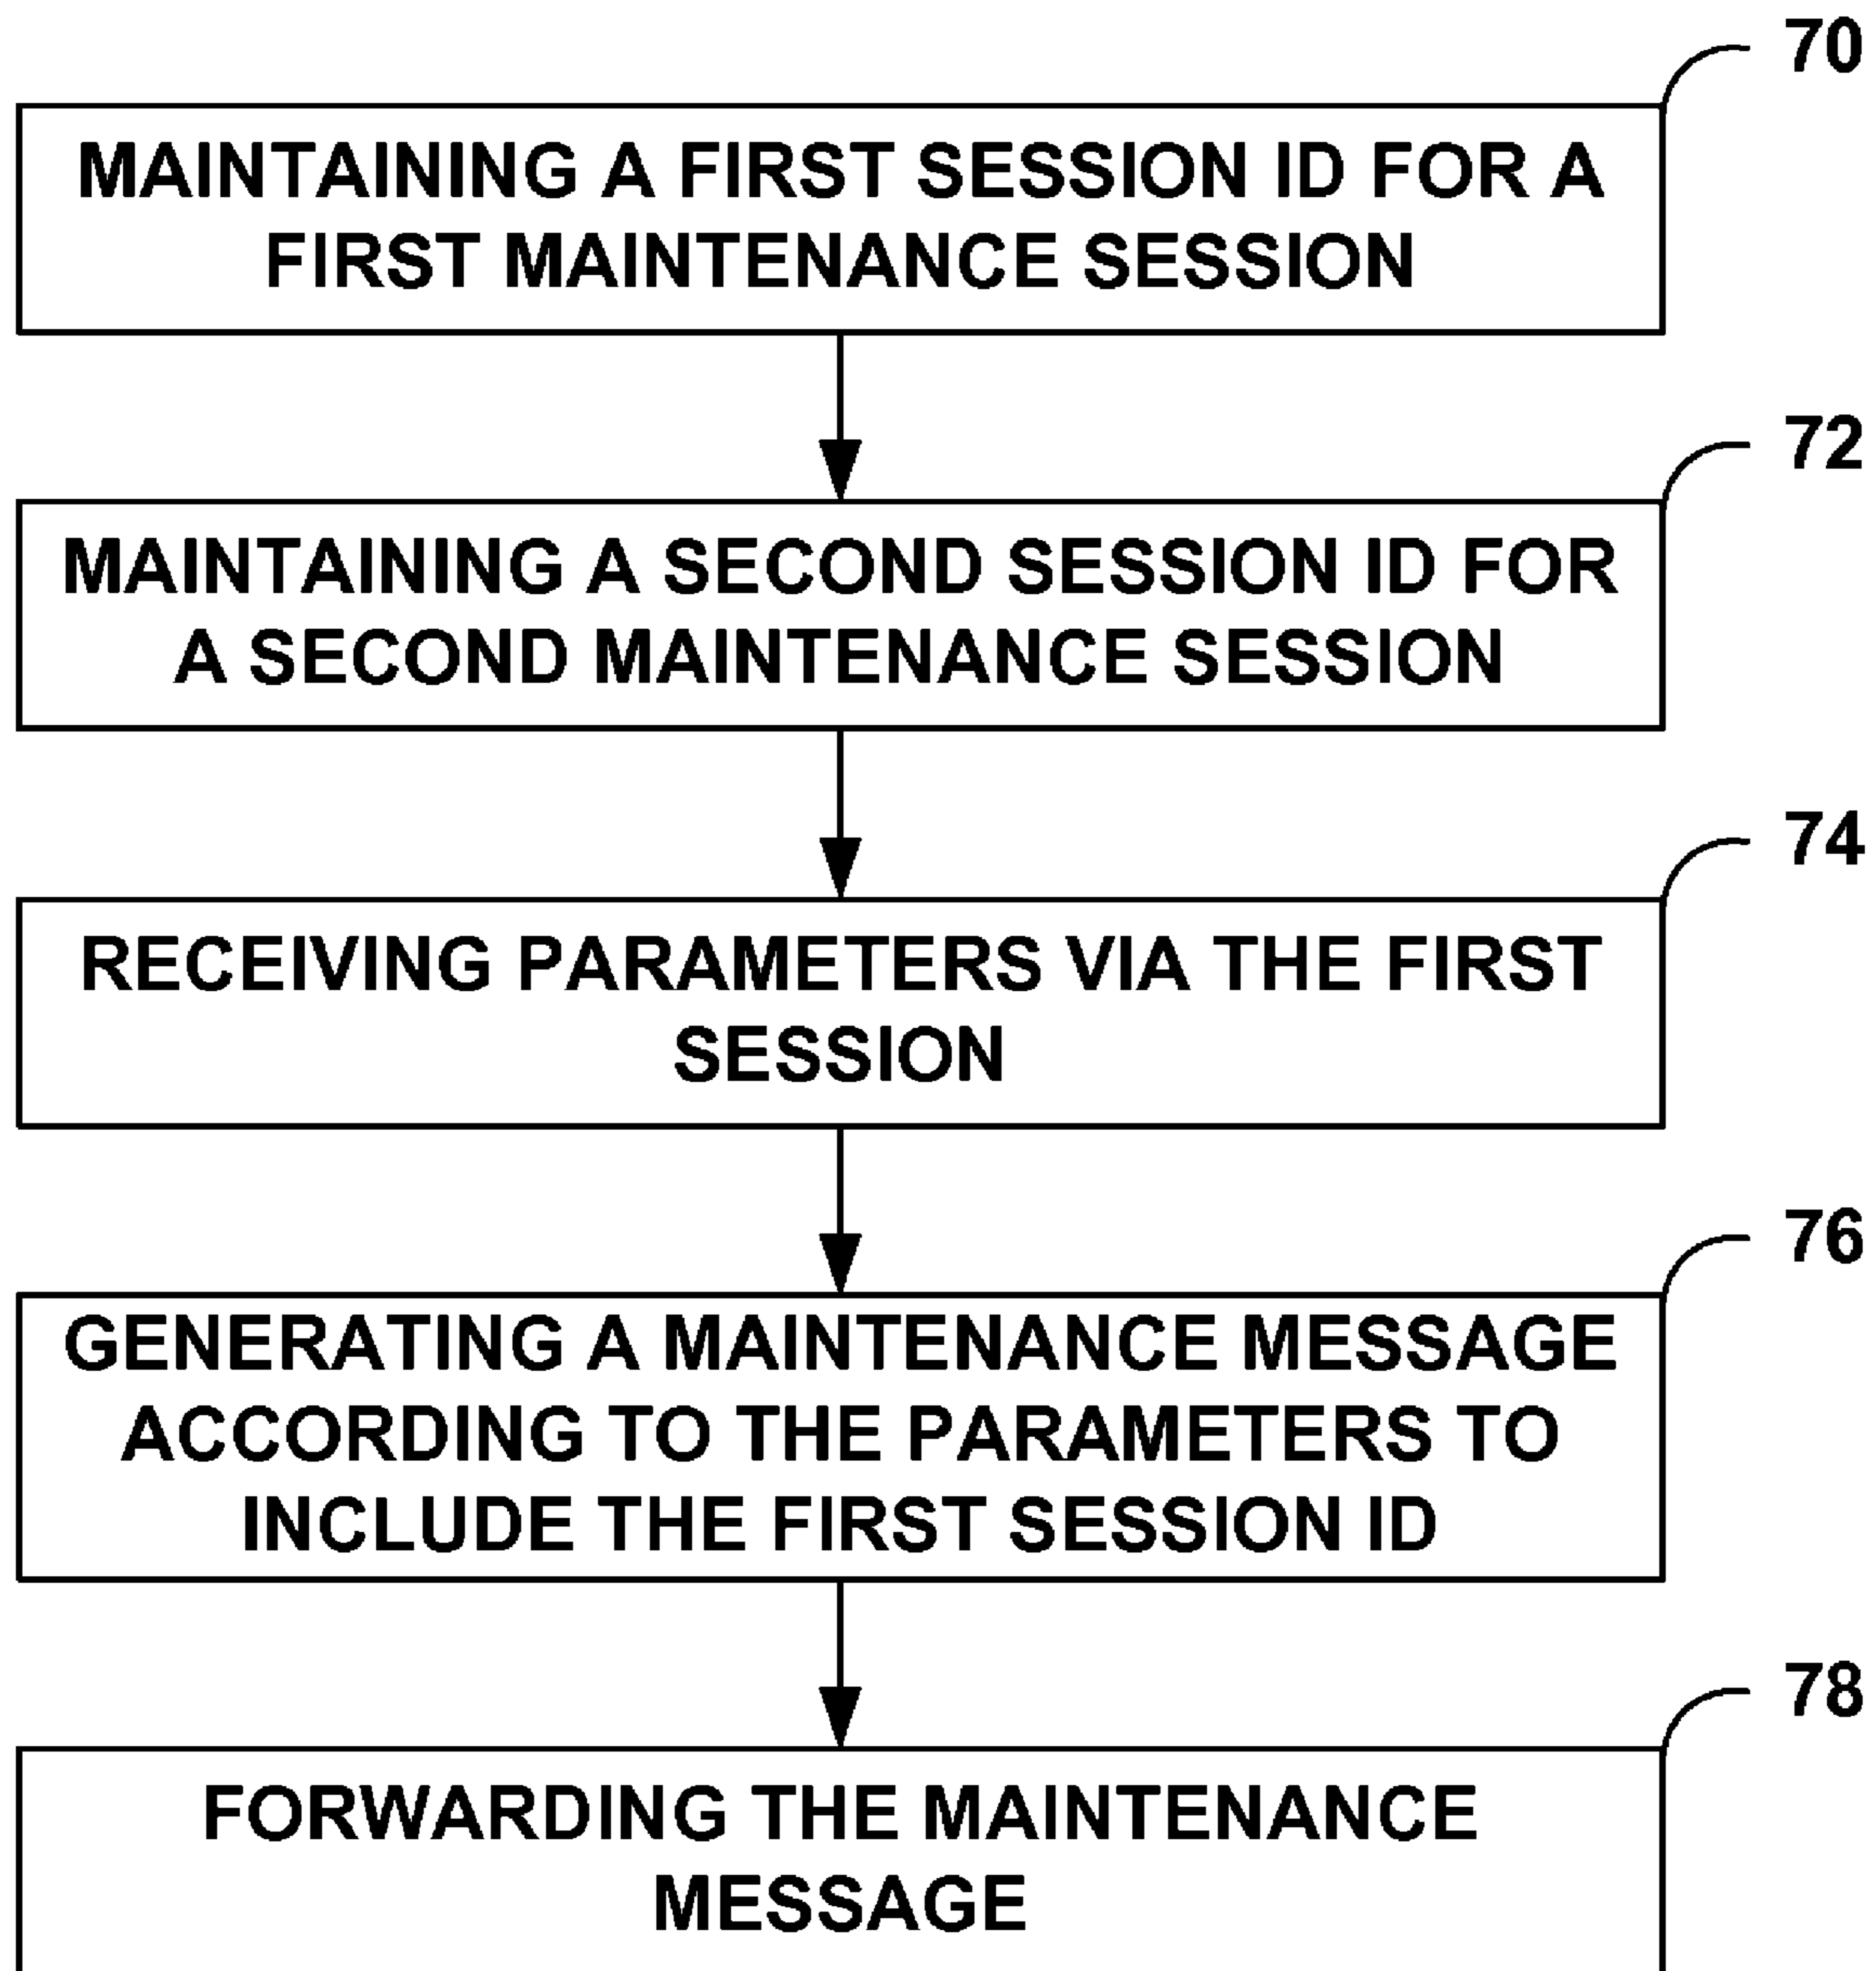 70
MAINTAINING A FIRST SESSION ID FOR A
FIRST MAINTENANCE SESSION
72
MAINTAINING A SECOND SESSION ID FOR
A SECOND MAINTENANCE SESSION
74
RECEIVING PARAMETERS VIA THE FIRST
SESSION
76
GENERATING A MAINTENANCE MESSAGE
ACCORDING TO THE PARAMETERS TO
INCLUDE THE FIRST SESSION ID
78
FORWARDING THE MAINTENANCE
MESSAGE